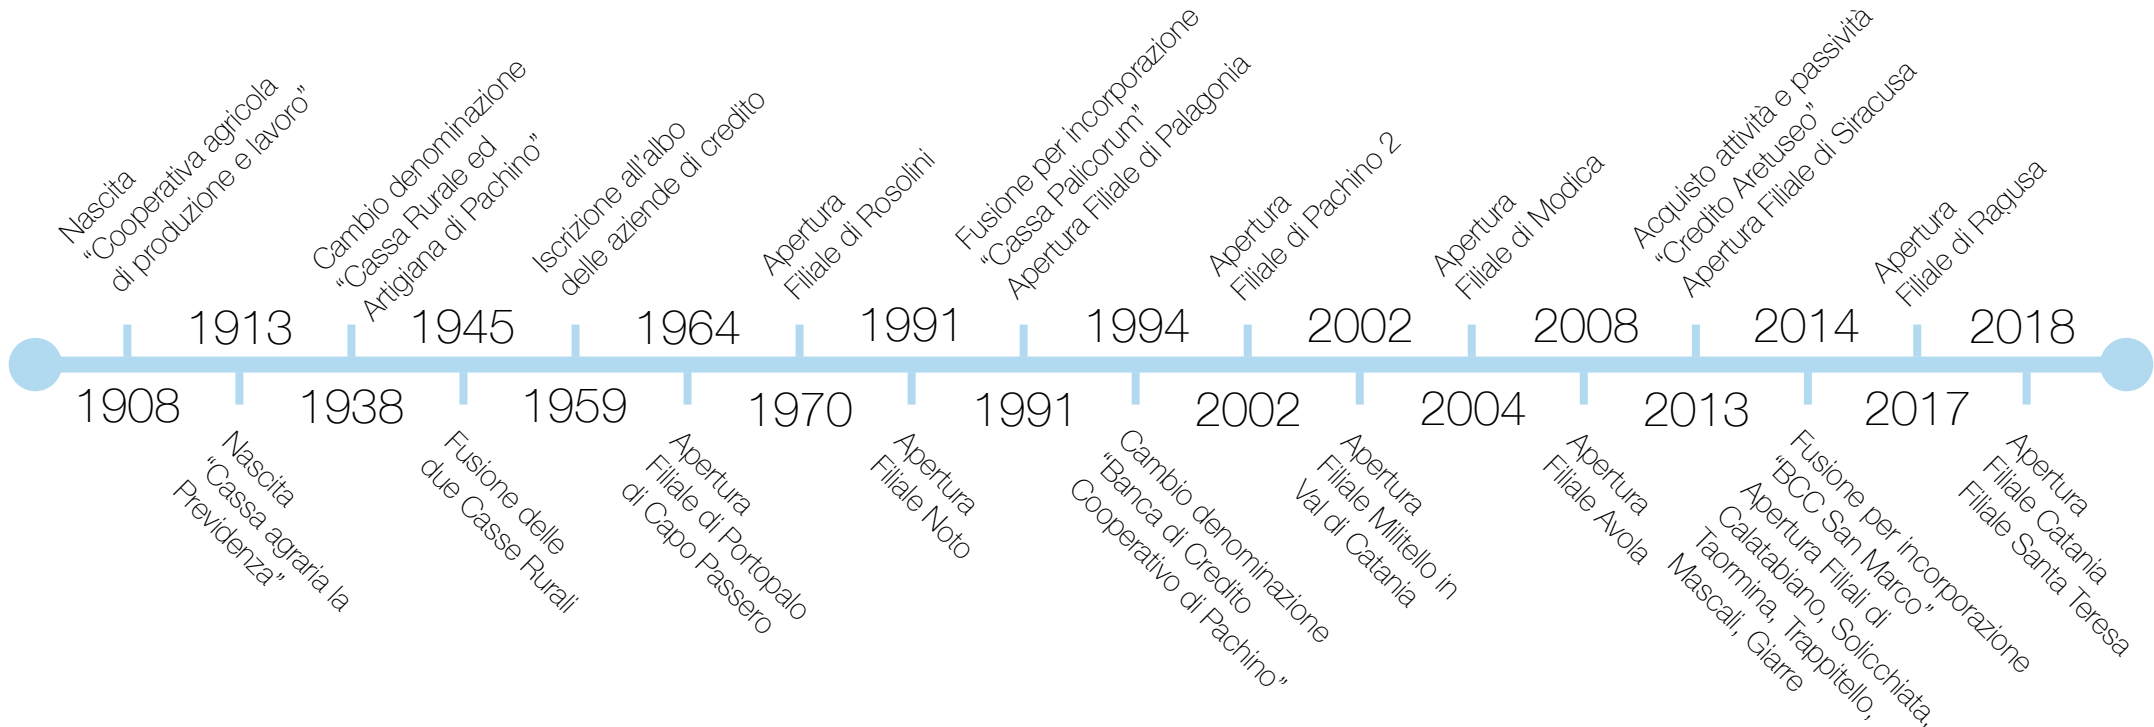 Nascita
“Cooperativa agricola
di produzione e lavoro”
1908
1913
Nascita
“Cassa agraria la
Previdenza”
Cambio denominazione
“Cassa Rurale ed
Artigiana di Pachino”
1938
1945
Fusione delle
due Casse Rurali
Iscrizione all’albo
delle aziende di credito
1959
1964
Apertura
Filiale di Portopalo
di Capo Passero
Apertura
Filiale di Rosolini
1970
1991
Apertura
Filiale Noto
Fusione per incorporazione
“Cassa Palicorum”
Apertura Filiale di Palagonia
1991
1994
Cambio denominazione
“Banca di Credito
Cooperativo di Pachino”
Apertura
Filiale di Pachino 2
2002
2002
Apertura
Filiale Militello in
Val di Catania
Apertura
Filiale di Modica
2004
2008
Apertura
Filiale Avola
Acquisto attività e passività
“Credito Aretuseo”
Apertura Filiale di Siracusa
2013
2014
Fusione per incorporazione
“BCC San Marco”
Apertura Filiali di
Calatabiano, Solicchiata,
Taormina, Trappitello,
Mascali, Giarre
Apertura
Filiale di Ragusa
2017
2018
Apertura
Filiale Catania
Filiale Santa Teresa